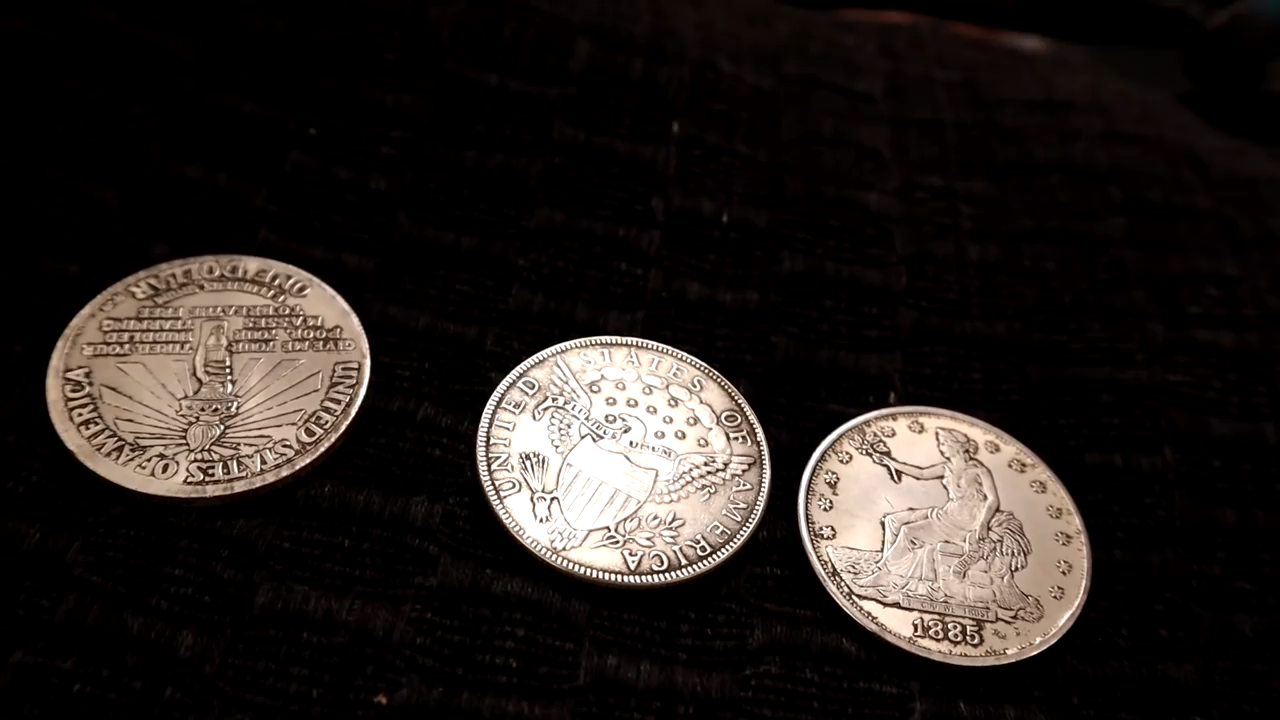 UNITED STATES OF AMERICA
GIVE ME YOUR TIRED YOUR
POOR YOUR HUDDLED
MASSES YEARNING
TO BREATHE FREE
ONE DOLLAR
UNITED STATES OF AMERICA
E PLURIBUS UNUM
IN GOD WE TRUST
1885